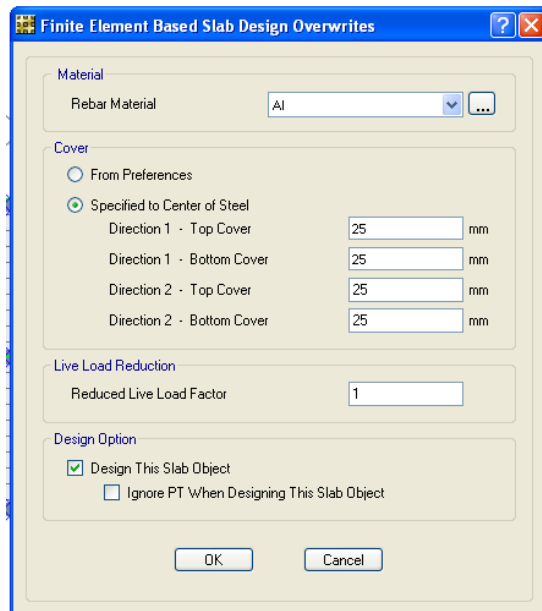 Finite Element Based Slab Design Overwrites
Material
Rebar Material AI ...
Cover
From Preferences
Specified to Center of Steel
Direction 1 - Top Cover 25 mm
Direction 1 - Bottom Cover 25 mm
Direction 2 - Top Cover 25 mm
Direction 2 - Bottom Cover 25 mm
Live Load Reduction
Reduced Live Load Factor 1
Design Option
Design This Slab Object
Ignore PT When Designing This Slab Object
OK Cancel